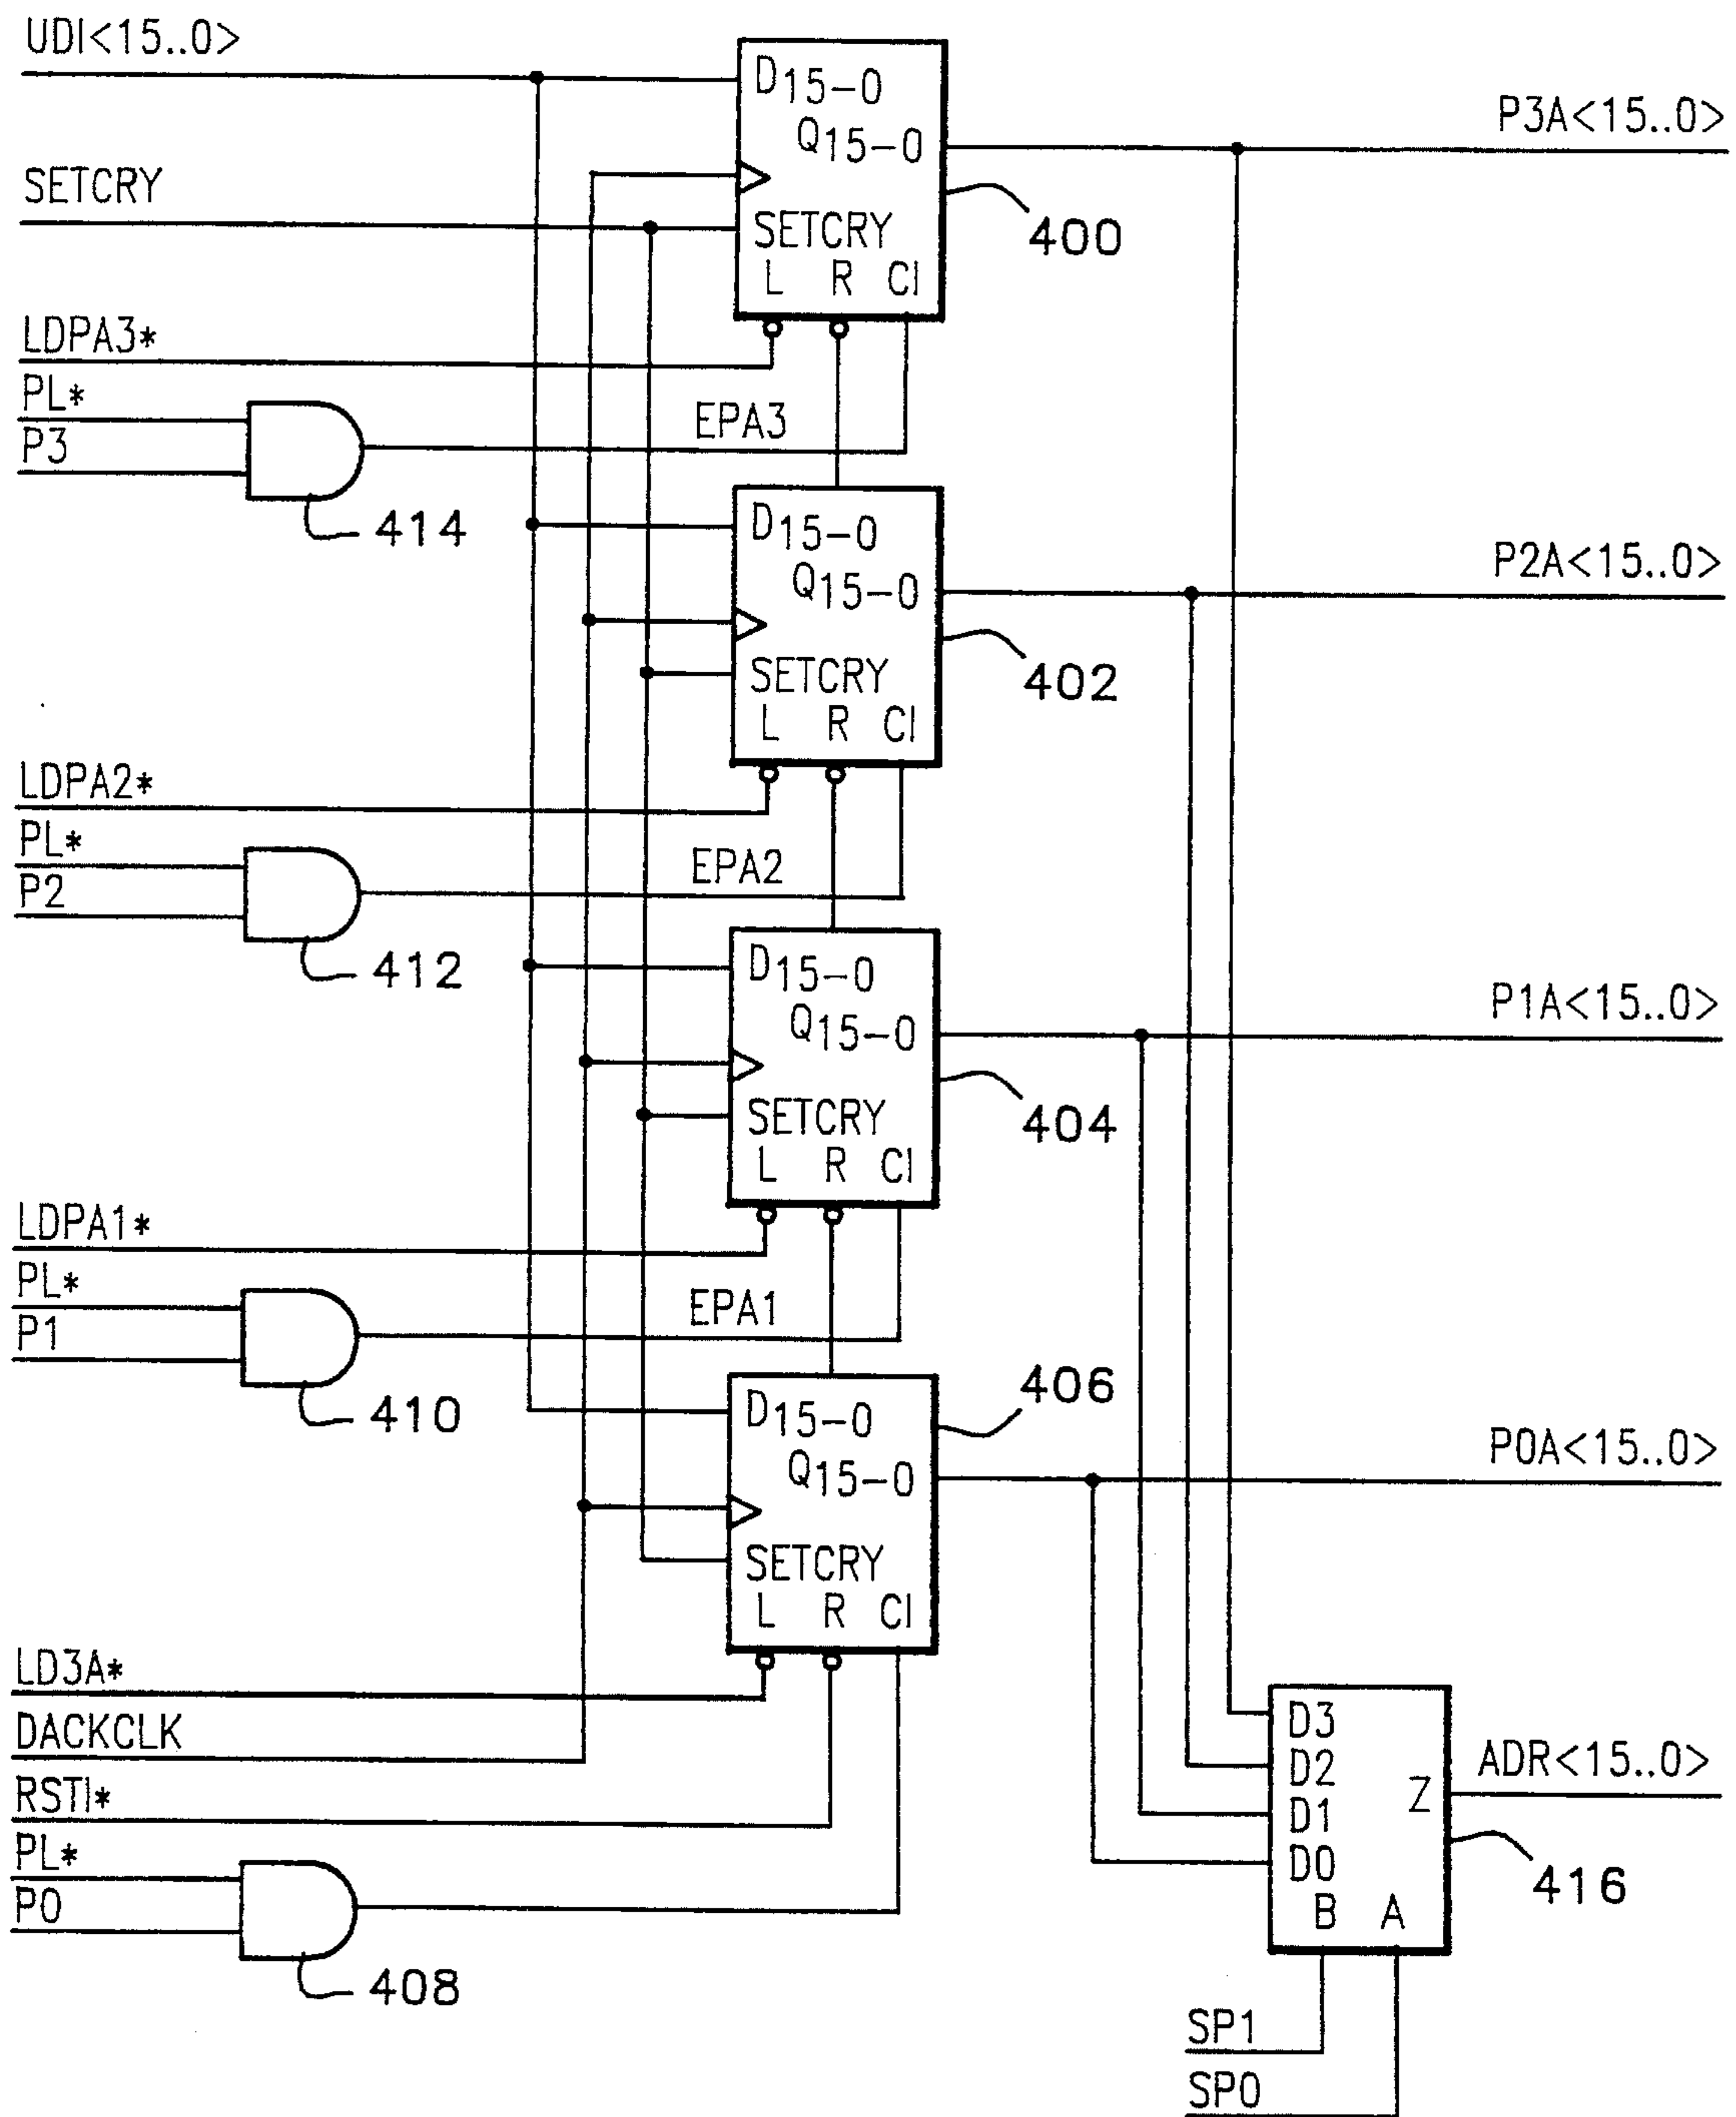 UDI<15..0>
D15-0
Q15-0
P3A<15..0>
SETCRY
SETCRY
400
L R CI
LDPA3*
PL*
P3
EPA3
414
D15-0
Q15-0
P2A<15..0>
SETCRY
402
L R CI
LDPA2*
PL*
P2
EPA2
412
D15-0
Q15-0
P1A<15..0>
SETCRY
404
L R CI
LDPA1*
PL*
P1
EPA1
410
406
D15-0
Q15-0
P0A<15..0>
SETCRY
L R CI
LD3A*
DACKCLK
RSTI*
PL*
P0
408
D3
D2
D1
D0
Z
ADR<15..0>
B A
416
SP1
SP0